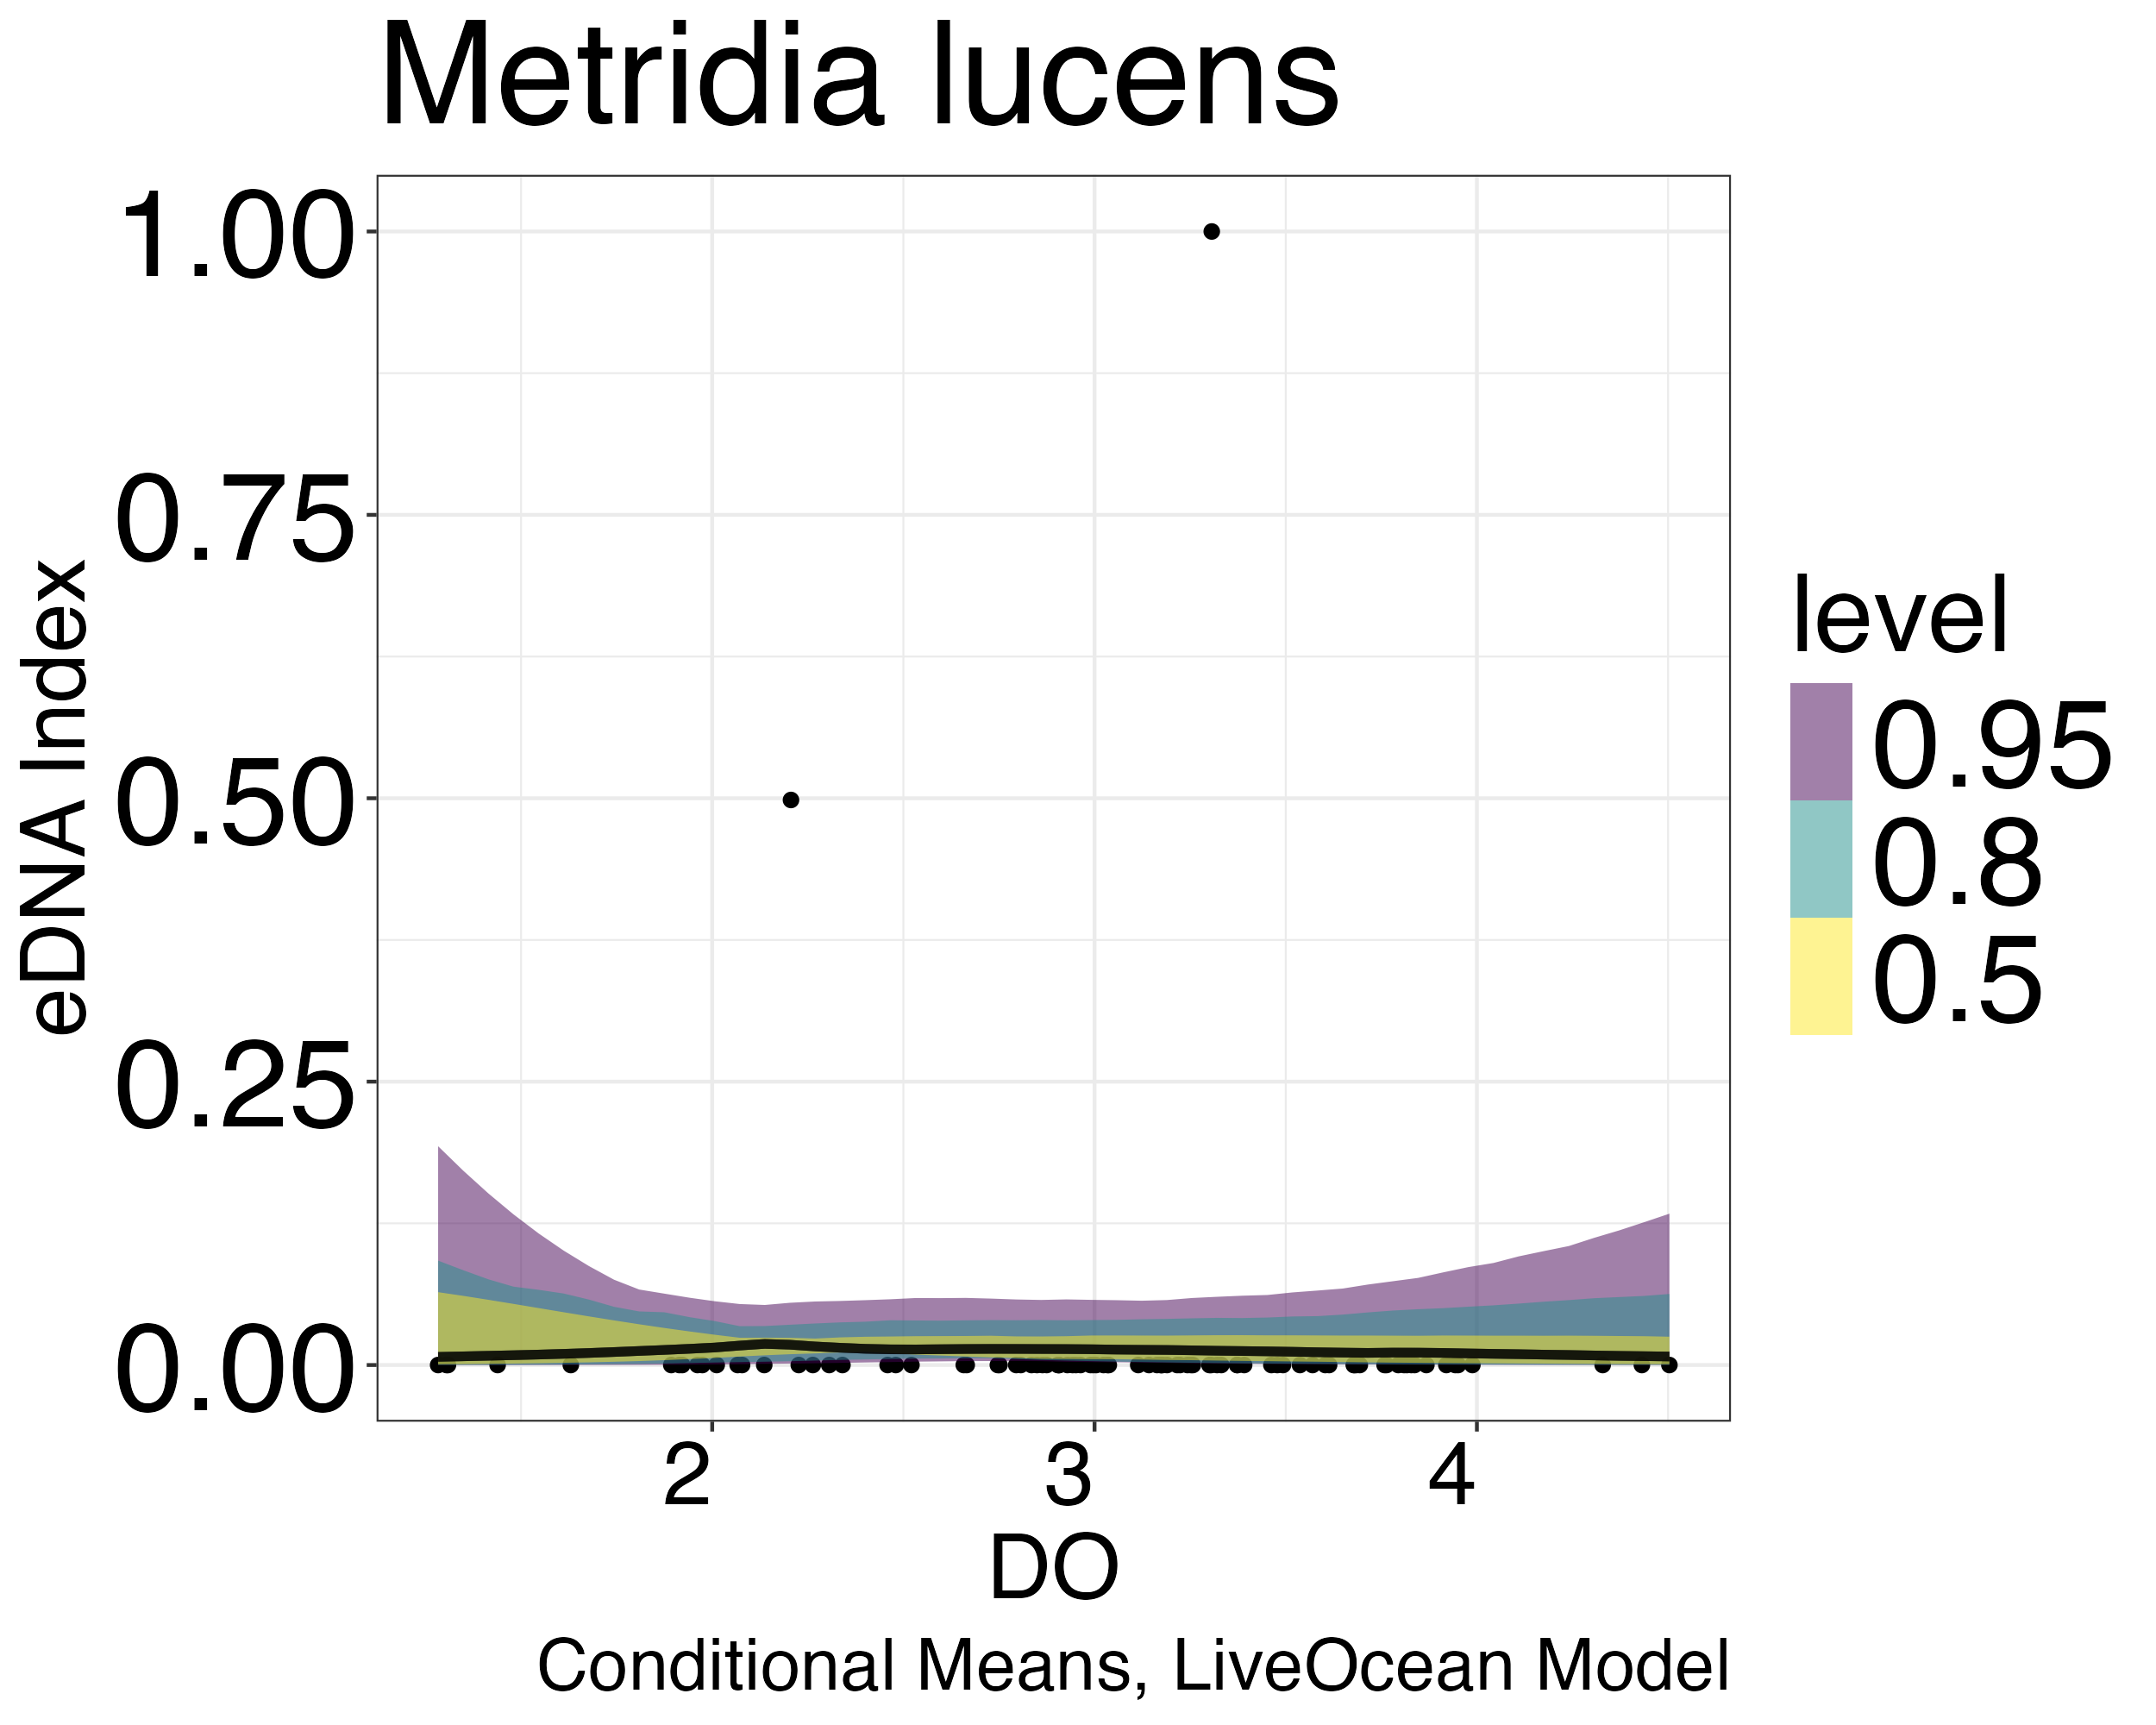 Metridia lucens
1.00
0.75
0.50
0.25
0.00
eDNA Index
2 3 4
DO
Conditional Means, LiveOcean Model
level
0.95
0.8
0.5